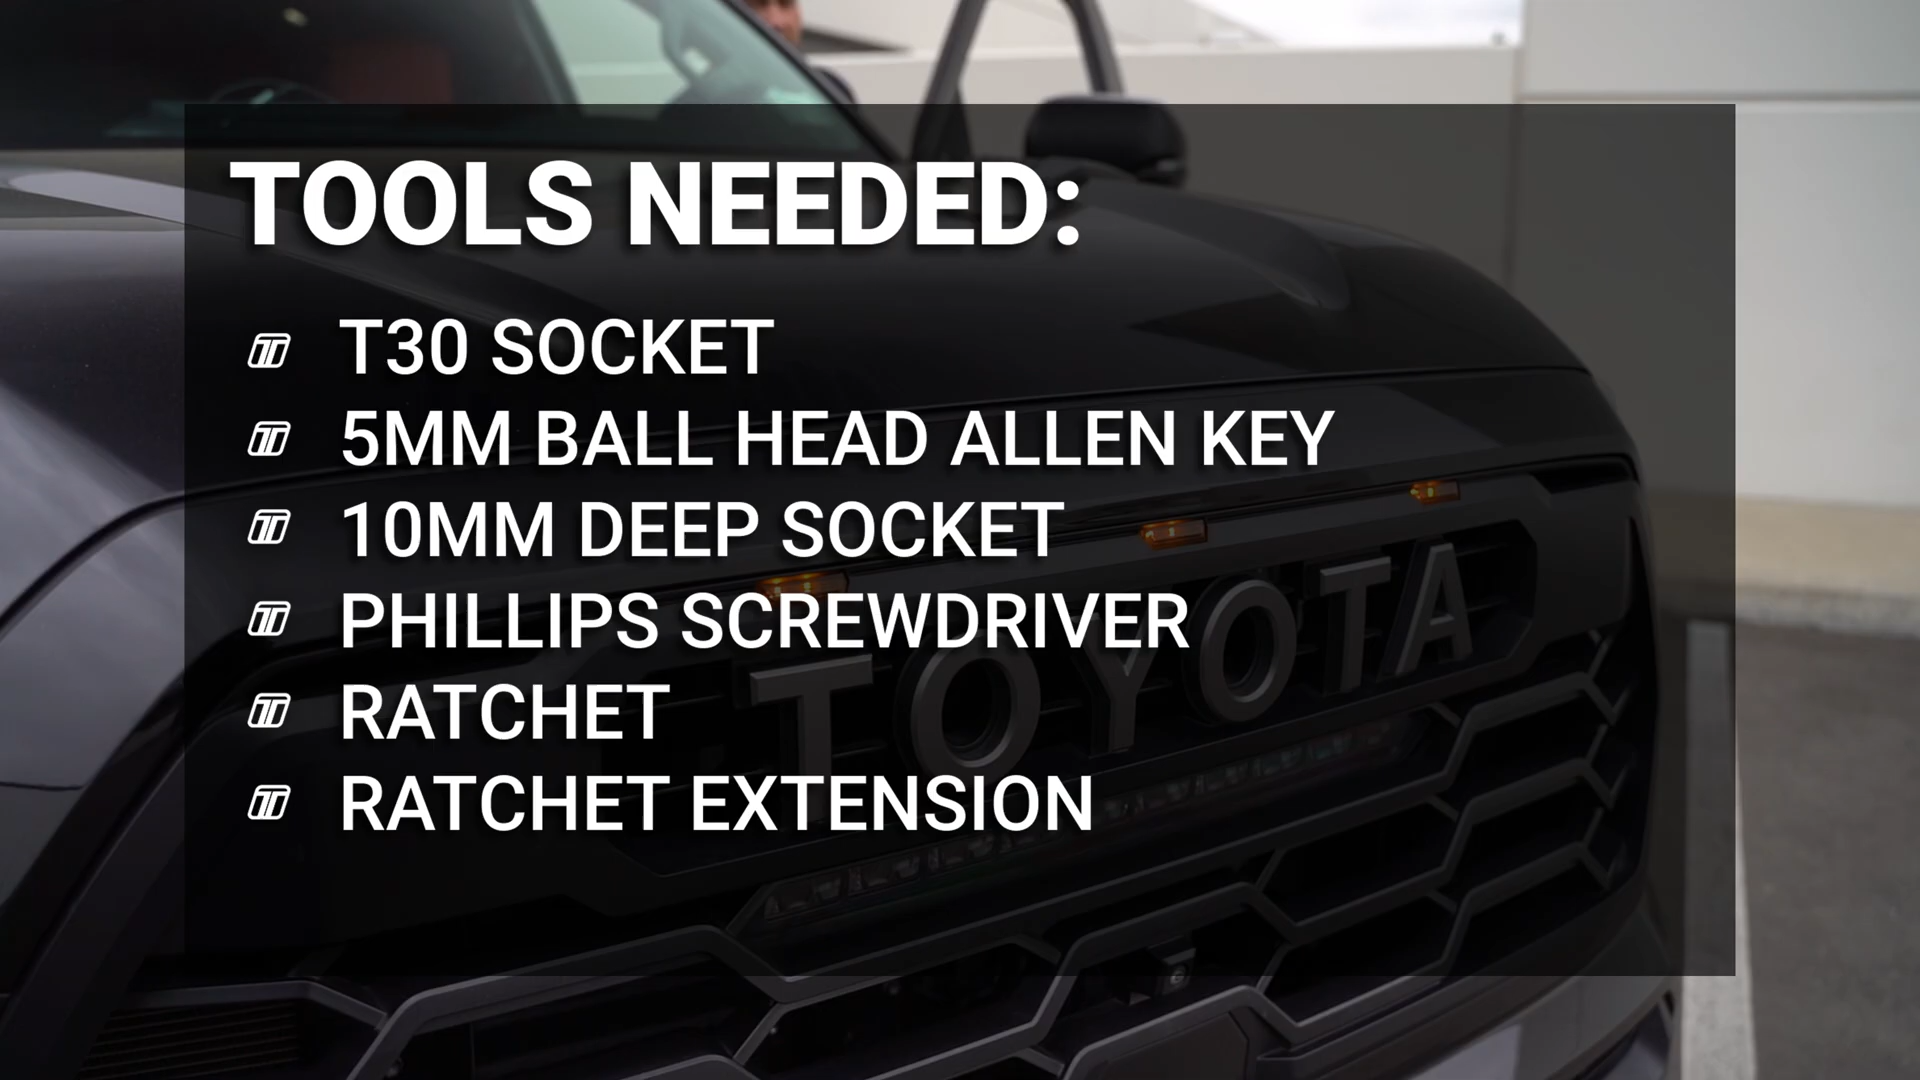 TOOLS NEEDED:
T30 SOCKET
5MM BALL HEAD ALLEN KEY
10MM DEEP SOCKET
PHILLIPS SCREWDRIVER
RATCHET
RATCHET EXTENSION
TOYOTA